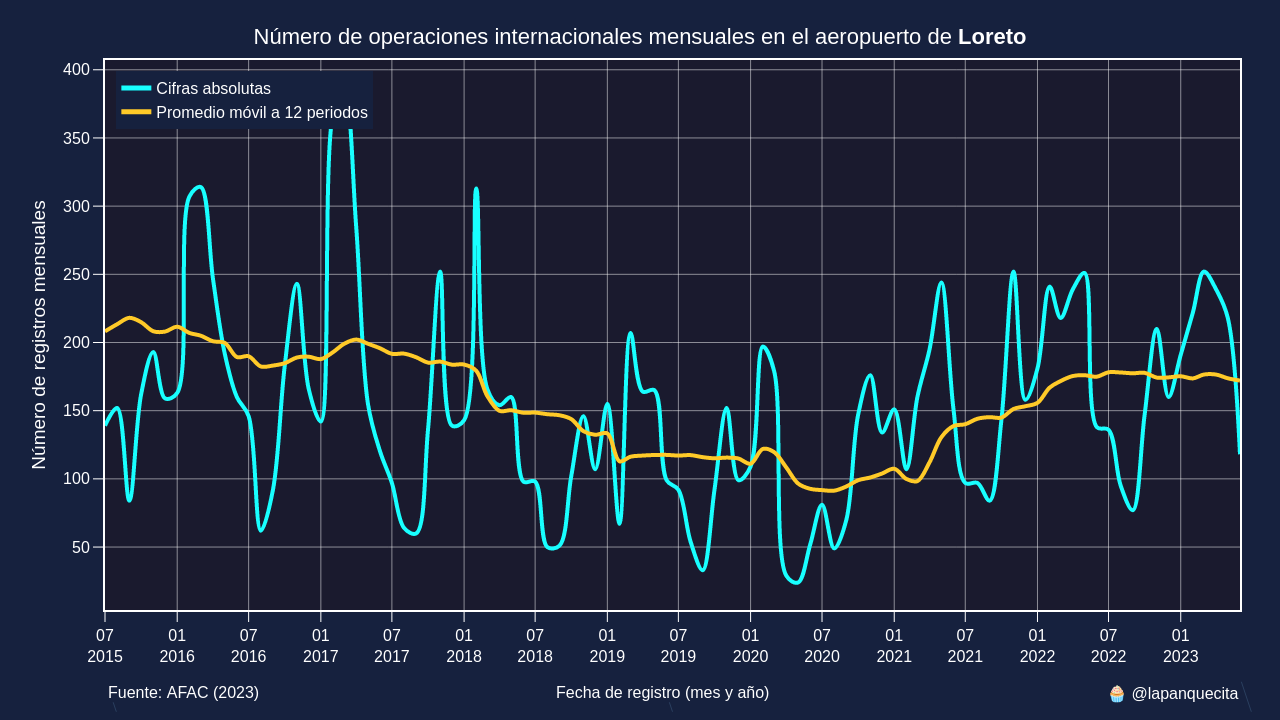 Número de operaciones internacionales mensuales en el aeropuerto de Loreto
Cifras absolutas
Promedio móvil a 12 periodos
Número de registros mensuales
400
350
300
250
200
150
100
50
07 01 07 01 07 01 07 01 07 01 07 01 07 01 07 01
2015 2016 2016 2017 2017 2018 2018 2019 2019 2020 2020 2021 2021 2022 2022 2023
Fuente: AFAC (2023) Fecha de registro (mes y año) 🧁 @lapanquecita